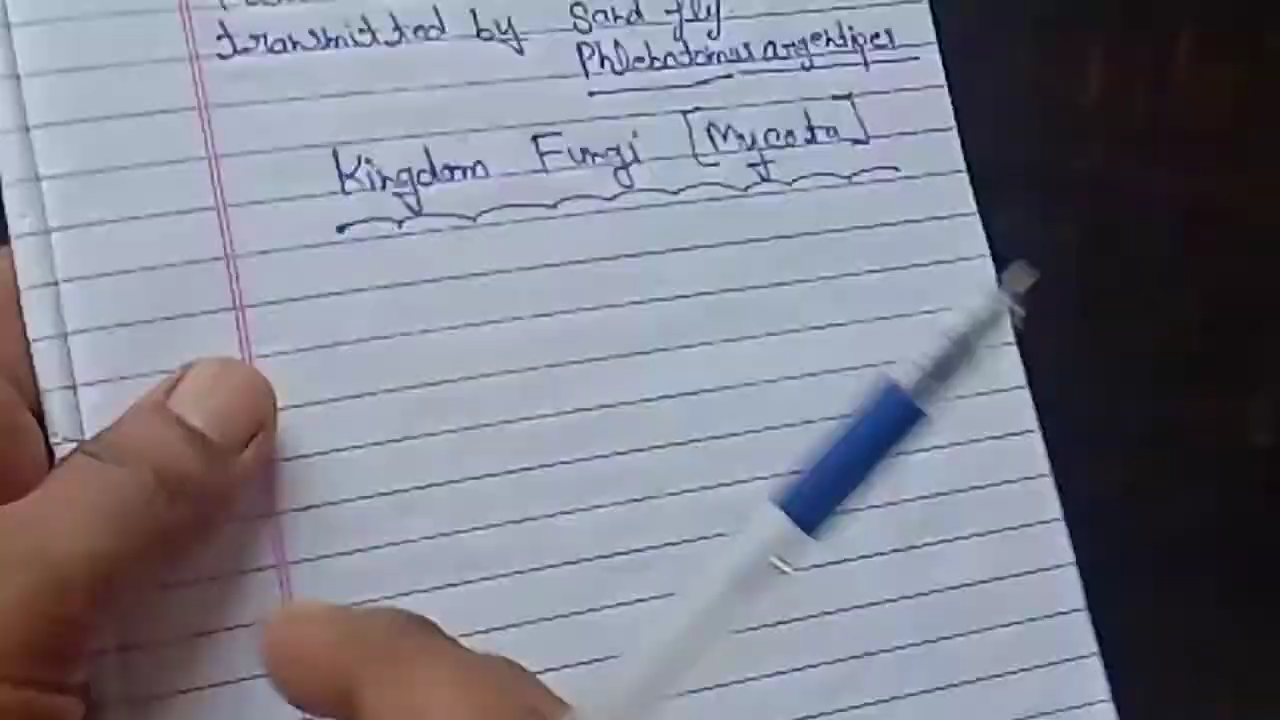 transmitted by Sand fly
Phlebotomus argentipes
Kingdom Fungi [Mycota]